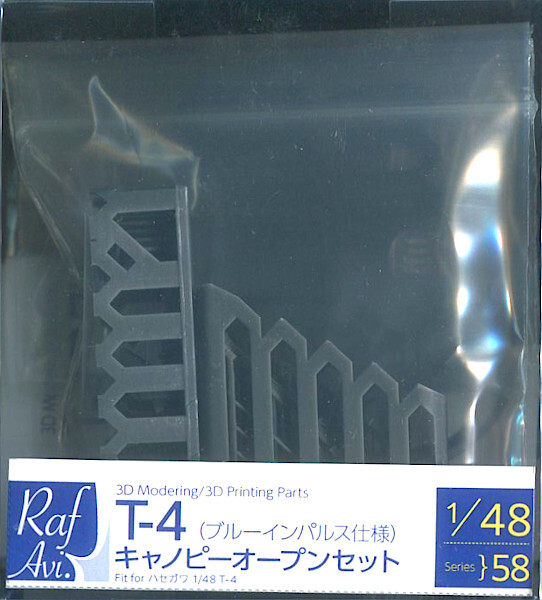 Raf
Avi.
3D Modering/3D Printing Parts
T-4 (ブルーインパルス仕様)
キャノピーオープンセット
Fit for ハセガワ 1/48 T-4
1/48
Series } 58